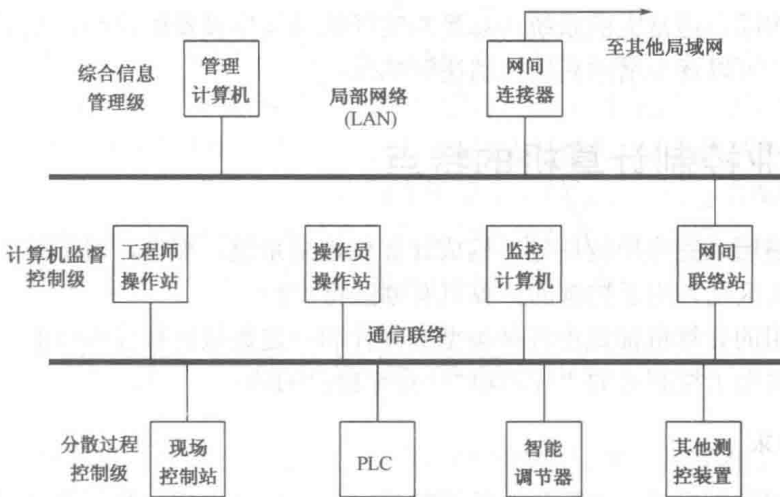 至其他局域网
综合信息
管理级
管理
计算机
局部网络
(LAN)
网间
连接器
计算机监督
控制级
工程师
操作站
操作员
操作站
监控
计算机
网间
联络站
通信联络
分散过程
控制级
现场
控制站
PLC
智能
调节器
其他测
控装置